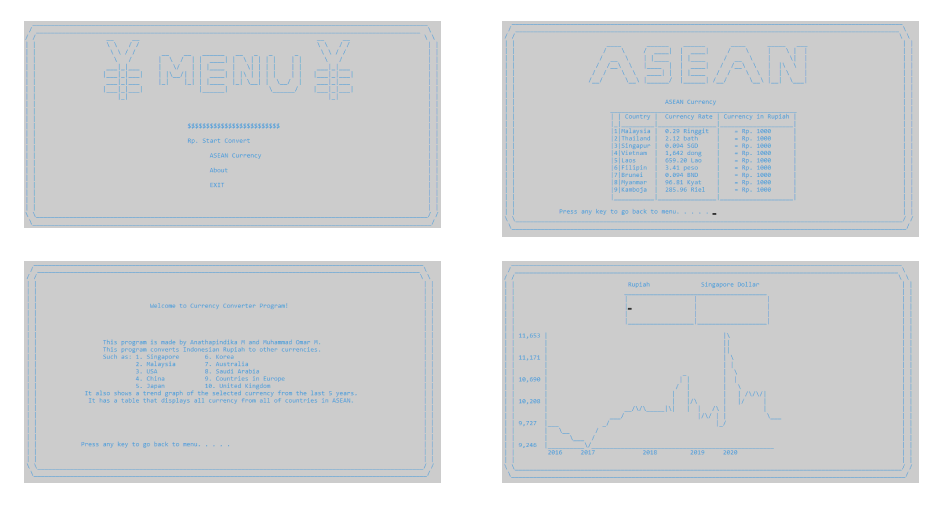 ¥ MENU ¥
$$$$$$$$$$$$$$$$$$$$$$$$$
Rp. Start Convert
ASEAN Currency
About
EXIT
ASEAN
ASEAN Currency
Country | Currency Rate | Currency in Rupiah
1 Malaysia | 0.29 Ringgit | = Rp. 1000
2 Thailand | 2.12 bath | = Rp. 1000
3 Singapur | 0.094 SGD | = Rp. 1000
4 Vietnam | 1,642 dong | = Rp. 1000
5 Laos | 659.20 Lao | = Rp. 1000
6 Filipin | 3.41 peso | = Rp. 1000
7 Brunei | 0.094 BND | = Rp. 1000
8 Myanmar | 96.81 Kyat | = Rp. 1000
9 Kamboja | 285.96 Riel | = Rp. 1000
Press any key to go back to menu. . . . .
Welcome to Currency Converter Program!
This program is made by Anathapindika M and Muhammad Omar M.
This program converts Indonesian Rupiah to other currencies.
Such as: 1. Singapore 6. Korea
2. Malaysia 7. Australia
3. USA 8. Saudi Arabia
4. China 9. Countries in Europe
5. Japan 10. United Kingdom
It also shows a trend graph of the selected currency from the last 5 years.
It has a table that displays all currency from all of countries in ASEAN.
Press any key to go back to menu. . . . .
Rupiah Singapore Dollar
11,653
11,171
10,690
10,208
9,727
9,246
2016 2017 2018 2019 2020